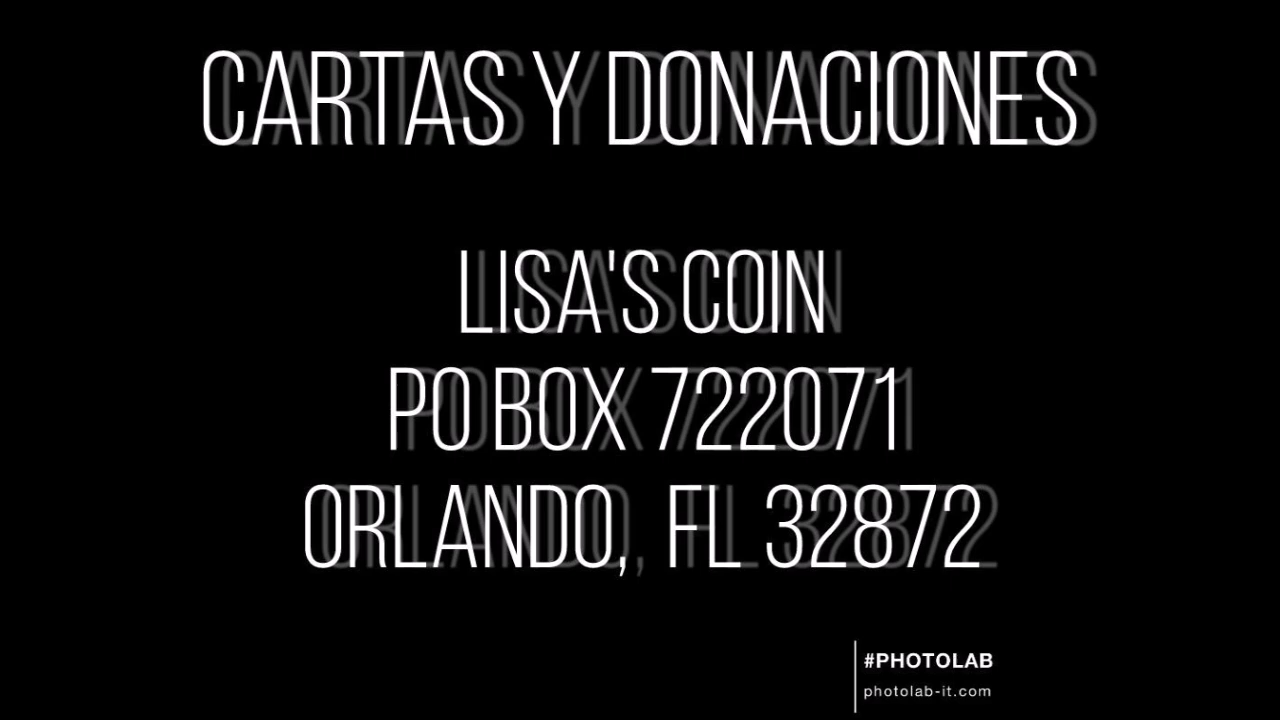 CARTAS Y DONACIONES
LISA'S COIN
PO BOX 722071
ORLANDO, FL 32872
#PHOTOLAB
photolab-it.com